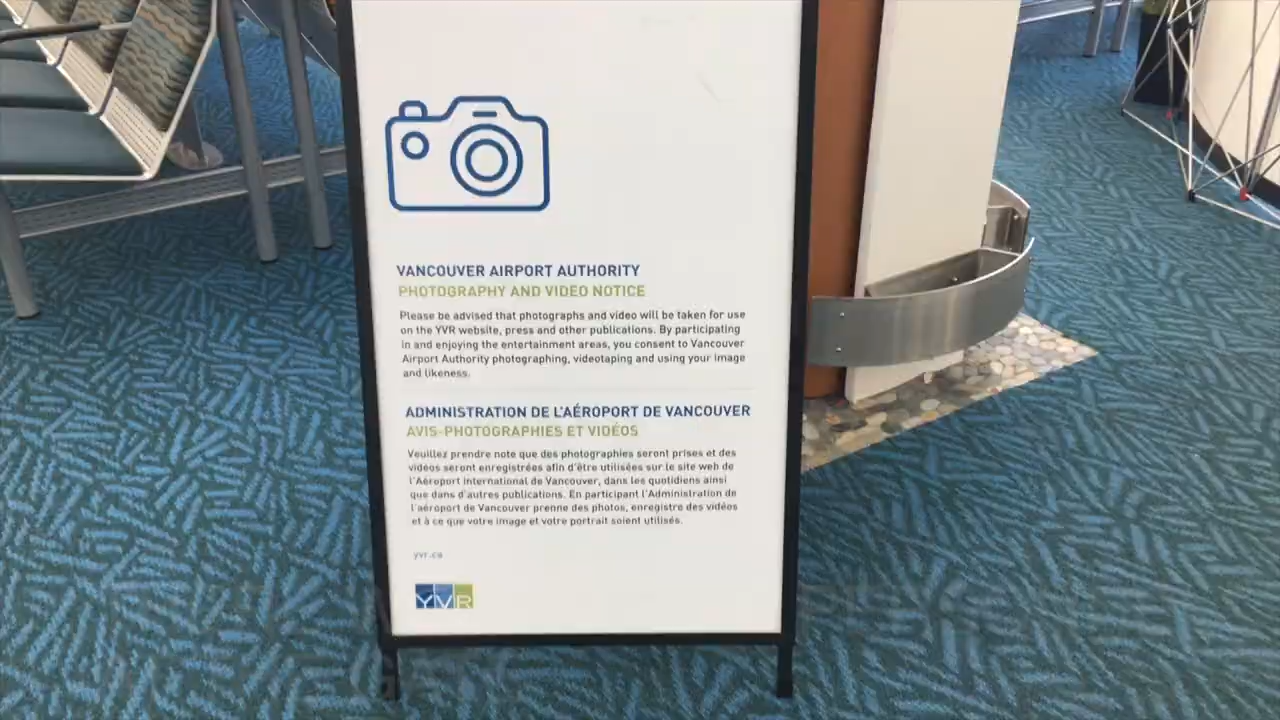 VANCOUVER AIRPORT AUTHORITY
PHOTOGRAPHY AND VIDEO NOTICE
Please be advised that photographs and video will be taken for use
on the YVR website, press and other publications. By participating
in and enjoying the entertainment areas, you consent to Vancouver
Airport Authority photographing, videotaping and using your image
and likeness.
ADMINISTRATION DE L'AÉROPORT DE VANCOUVER
AVIS-PHOTOGRAPHIES ET VIDÉOS
Veuillez prendre note que des photographies seront prises et des
vidéos seront enregistrées afin d'être utilisées sur le site web de
l'Aéroport international de Vancouver, dans les quotidiens ainsi
que dans d'autres publications. En participant l'Administration de
l'aéroport de Vancouver prenne des photos, enregistre des vidéos
et à ce que votre image et votre portrait soient utilisés.
yvr.ca
YVR